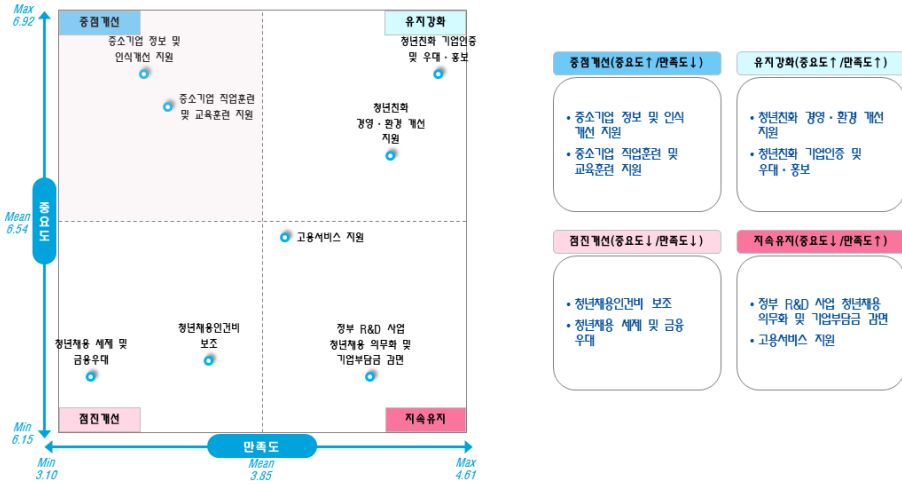 Max
6.92
중점개선
유지강화
중소기업 정보 및
인식개선 지원
청년친화 기업인증
및 우대·홍보
중소기업 직업훈련
및 교육훈련 지원
청년친화
경영·환경 개선
지원
중요도
Mean
6.54
고용서비스 지원
청년채용 세제 및
금융우대
청년채용인건비
보조
정부 R&D 사업
청년채용 의무화 및
기업부담금 감면
점진개선
지속유지
Min
6.15
만족도
Min
3.10
Mean
3.85
Max
4.61
중점개선(중요도↑/만족도↓)
• 중소기업 정보 및 인식
개선 지원
• 중소기업 직업훈련 및
교육훈련 지원
유지강화(중요도↑/만족도↑)
• 청년친화 경영·환경 개선
지원
• 청년친화 기업인증 및
우대·홍보
점진개선(중요도↓/만족도↓)
• 청년채용인건비 보조
• 청년채용 세제 및 금융
우대
지속유지(중요도↓/만족도↑)
• 정부 R&D 사업 청년채용
의무화 및 기업부담금 감면
• 고용서비스 지원